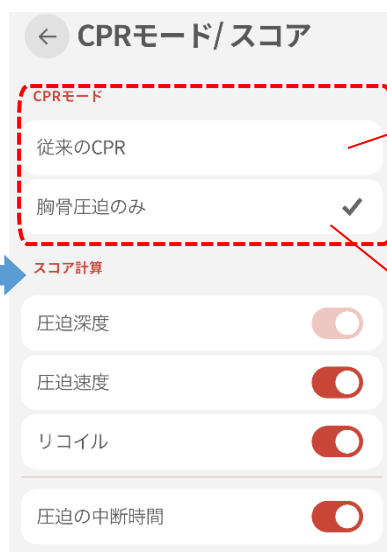 CPRモード/ スコア
CPRモード
従来のCPR
胸骨圧迫のみ
スコア計算
圧迫深度
圧迫速度
リコイル
圧迫の中断時間